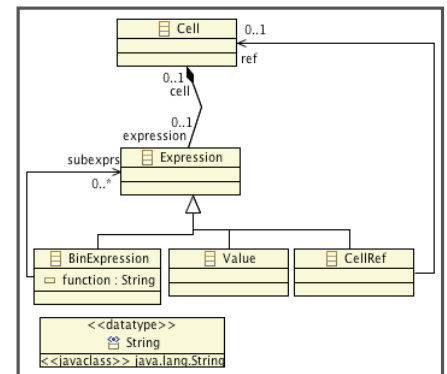 Cell
0..1
ref
0..1
cell
0..1
expression
subexprs
0..*
Expression
BinExpression
function : String
Value
CellRef
<<datatype>>
String
<<javaclass>> java.lang.String